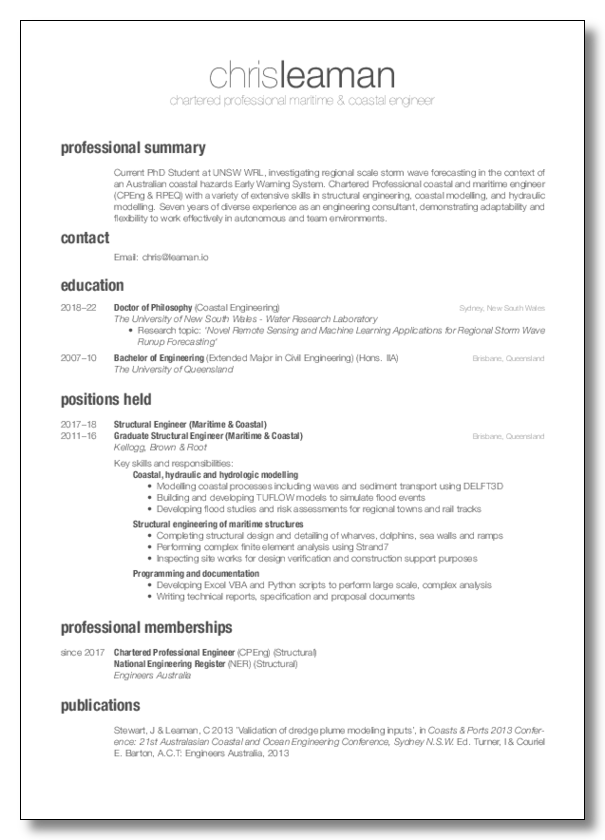 chrisleaman
chartered professional maritime & coastal engineer
professional summary
Current PhD Student at UNSW WRL, investigating regional scale storm wave forecasting in the context of
an Australian coastal hazards Early Warning System. Chartered Professional coastal and maritime engineer
(CPEng & RPEQ) with a variety of extensive skills in structural engineering, coastal modelling, and hydraulic
modelling. Seven years of diverse experience as an engineering consultant, demonstrating adaptability and
flexibility to work effectively in autonomous and team environments.
contact
Email: chris@leaman.io
education
2018–22 Doctor of Philosophy (Coastal Engineering) Sydney, New South Wales
The University of New South Wales - Water Research Laboratory
• Research topic: 'Novel Remote Sensing and Machine Learning Applications for Regional Storm Wave
Runup Forecasting'
2007–10 Bachelor of Engineering (Extended Major in Civil Engineering) (Hons. IIA) Brisbane, Queensland
The University of Queensland
positions held
2017–18 Structural Engineer (Maritime & Coastal)
2011–16 Graduate Structural Engineer (Maritime & Coastal) Brisbane, Queensland
Kellogg, Brown & Root
Key skills and responsibilities:
Coastal, hydraulic and hydrologic modelling
• Modelling coastal processes including waves and sediment transport using DELFT3D
• Building and developing TUFLOW models to simulate flood events
• Developing flood studies and risk assessments for regional towns and rail tracks
Structural engineering of maritime structures
• Completing structural design and detailing of wharves, dolphins, sea walls and ramps
• Performing complex finite element analysis using Strand7
• Inspecting site works for design verification and construction support purposes
Programming and documentation
• Developing Excel VBA and Python scripts to perform large scale, complex analysis
• Writing technical reports, specification and proposal documents
professional memberships
since 2017 Chartered Professional Engineer (CPEng) (Structural)
National Engineering Register (NER) (Structural)
Engineers Australia
publications
Stewart, J & Leaman, C 2013 'Validation of dredge plume modeling inputs', in Coasts & Ports 2013 Confer-
ence: 21st Australasian Coastal and Ocean Engineering Conference, Sydney N.S.W. Ed. Turner, I & Couriel
E. Barton, A.C.T: Engineers Australia, 2013